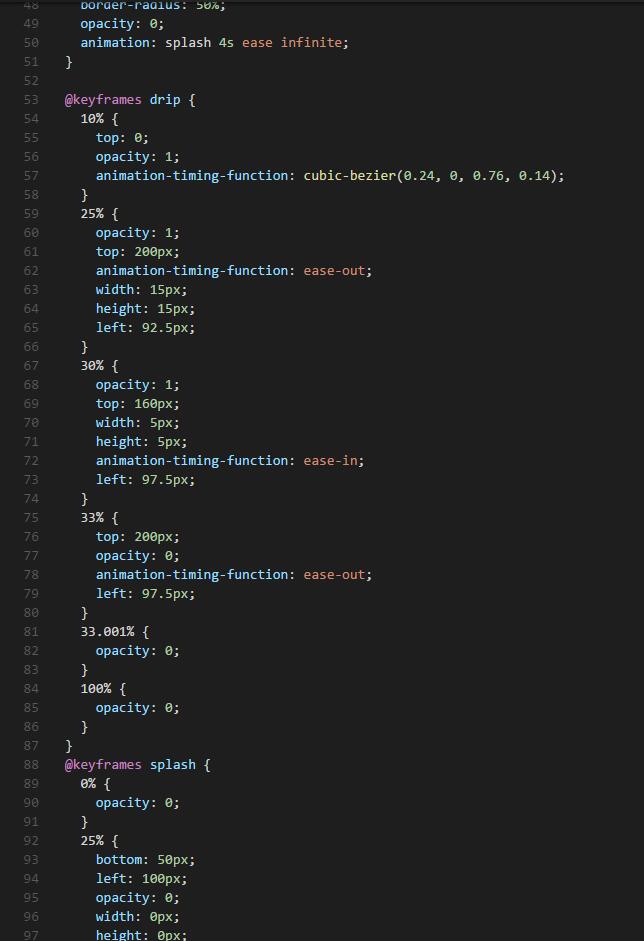 48 border-radius: 50%;
49 opacity: 0;
50 animation: splash 4s ease infinite;
51 }
52
53 @keyframes drip {
54 10% {
55 top: 0;
56 opacity: 1;
57 animation-timing-function: cubic-bezier(0.24, 0, 0.76, 0.14);
58 }
59 25% {
60 opacity: 1;
61 top: 200px;
62 animation-timing-function: ease-out;
63 width: 15px;
64 height: 15px;
65 left: 92.5px;
66 }
67 30% {
68 opacity: 1;
69 top: 160px;
70 width: 5px;
71 height: 5px;
72 animation-timing-function: ease-in;
73 left: 97.5px;
74 }
75 33% {
76 top: 200px;
77 opacity: 0;
78 animation-timing-function: ease-out;
79 left: 97.5px;
80 }
81 33.001% {
82 opacity: 0;
83 }
84 100% {
85 opacity: 0;
86 }
87 }
88 @keyframes splash {
89 0% {
90 opacity: 0;
91 }
92 25% {
93 bottom: 50px;
94 left: 100px;
95 opacity: 0;
96 width: 0px;
97 height: 0px;